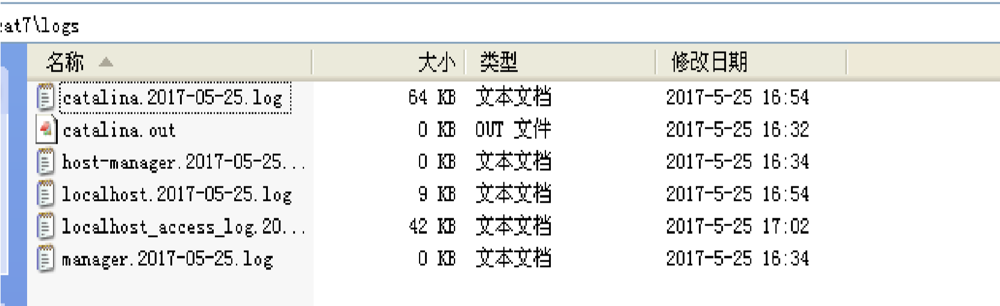 cat7\logs
名称 大小 类型 修改日期
catalina.2017-05-25.log 64 KB 文本文档 2017-5-25 16:54
catalina.out 0 KB OUT 文件 2017-5-25 16:32
host-manager.2017-05-25... 0 KB 文本文档 2017-5-25 16:34
localhost.2017-05-25.log 9 KB 文本文档 2017-5-25 16:54
localhost_access_log.20... 42 KB 文本文档 2017-5-25 17:02
manager.2017-05-25.log 0 KB 文本文档 2017-5-25 16:34